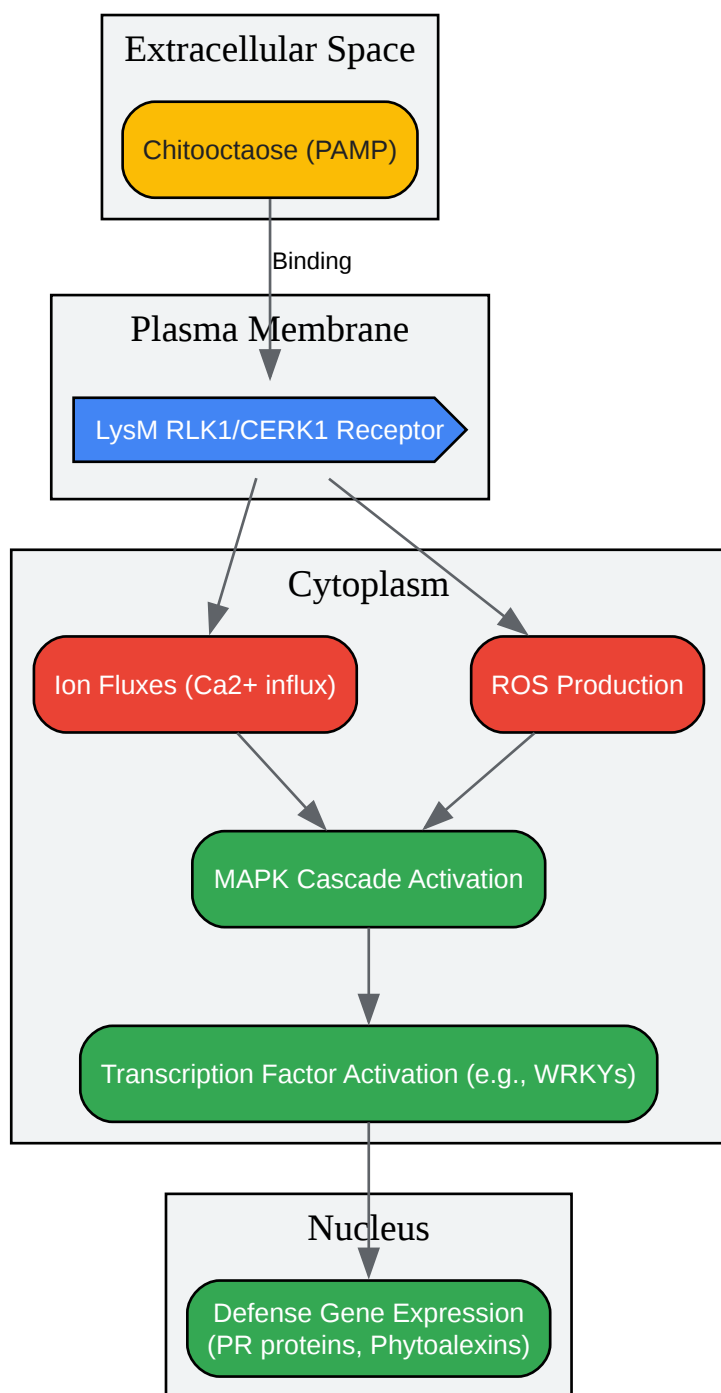 Extracellular Space
Chitooctaose (PAMP)
Binding
Plasma Membrane
LysM RLK1/CERK1 Receptor
Cytoplasm
Ion Fluxes (Ca2+ influx)
ROS Production
MAPK Cascade Activation
Transcription Factor Activation (e.g., WRKYs)
Nucleus
Defense Gene Expression
(PR proteins, Phytoalexins)